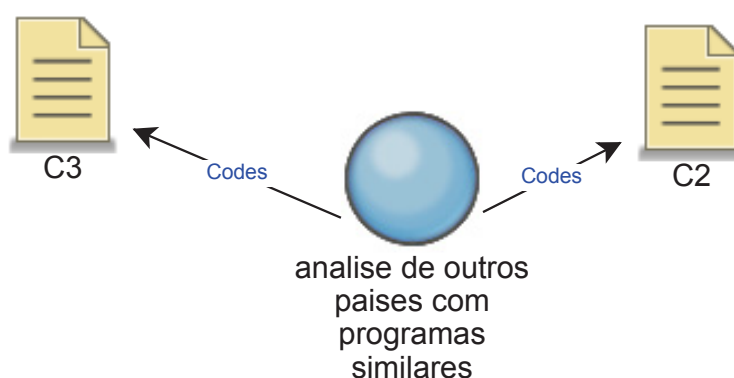 C3
Codes
Codes
C2
analise de outros
paises com
programas
similares